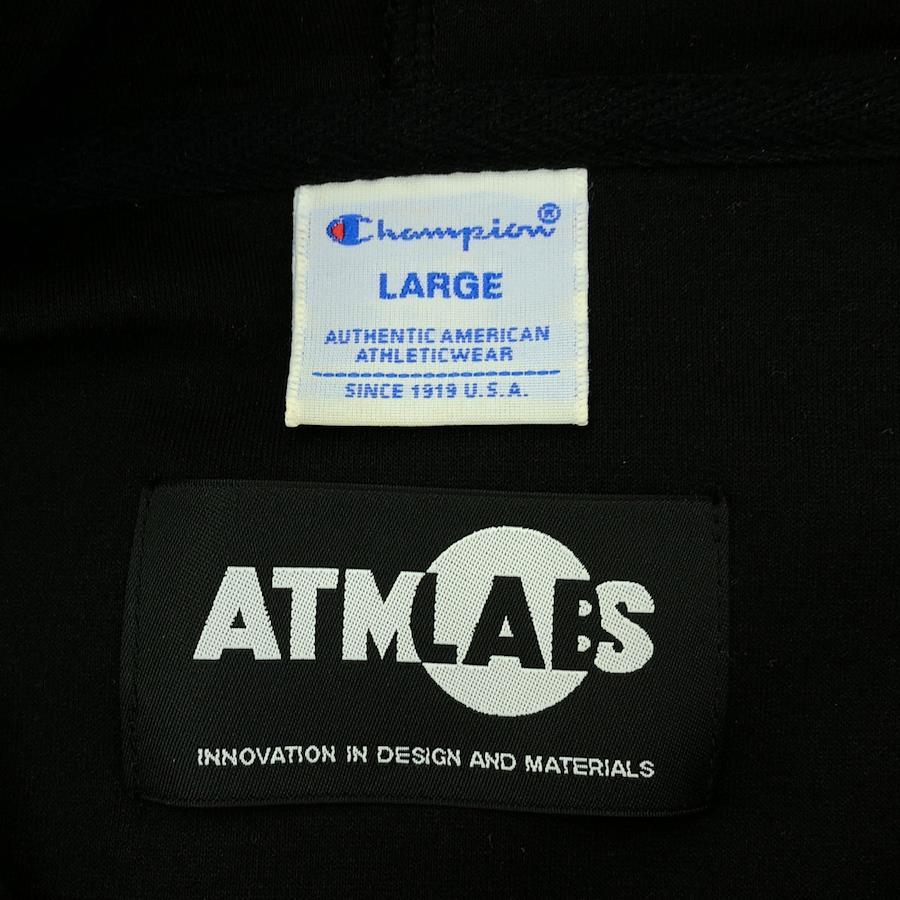 Champion®
LARGE
AUTHENTIC AMERICAN
ATHLETICWEAR
SINCE 1919 U.S.A.
ATMLABS
INNOVATION IN DESIGN AND MATERIALS